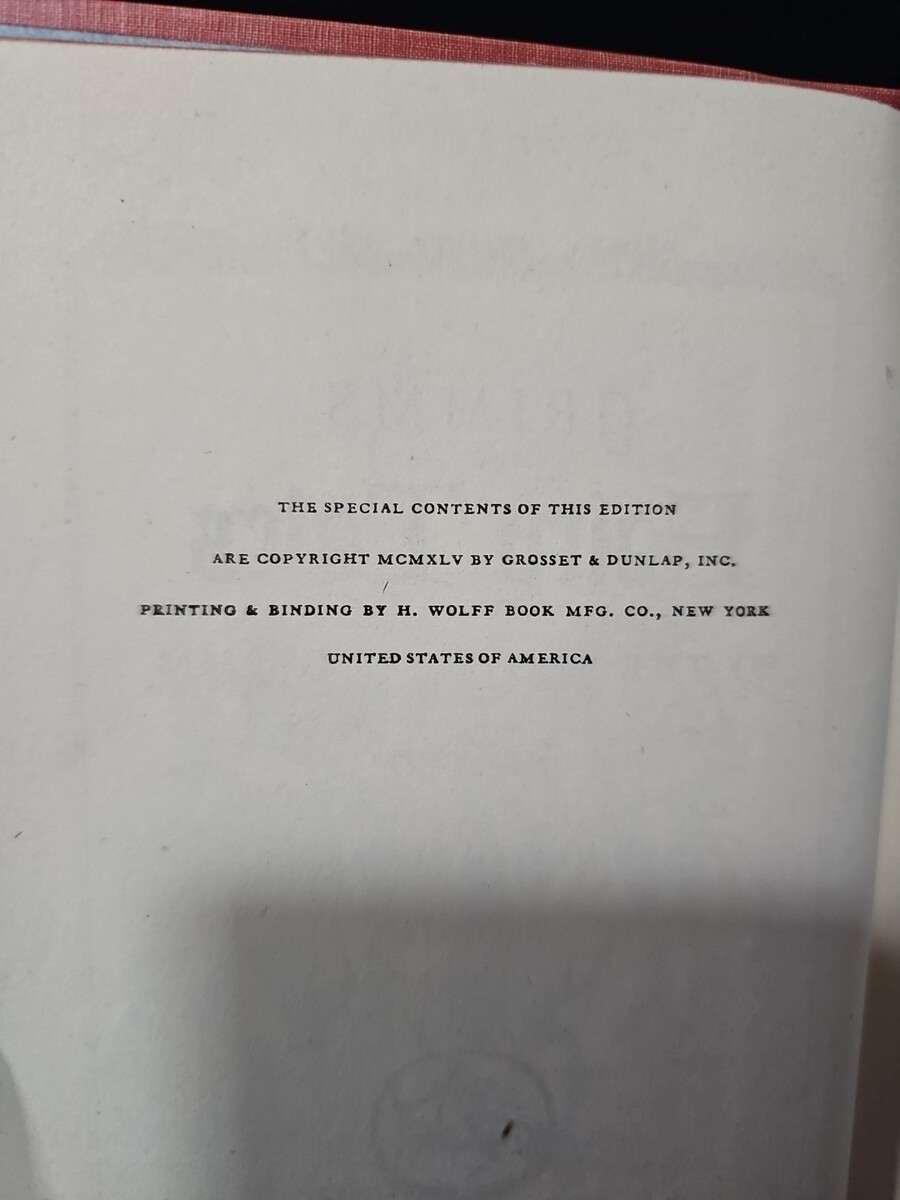 THE SPECIAL CONTENTS OF THIS EDITION
ARE COPYRIGHT MCMXLV BY GROSSET & DUNLAP, INC.
PRINTING & BINDING BY H. WOLFF BOOK MFG. CO., NEW YORK
UNITED STATES OF AMERICA